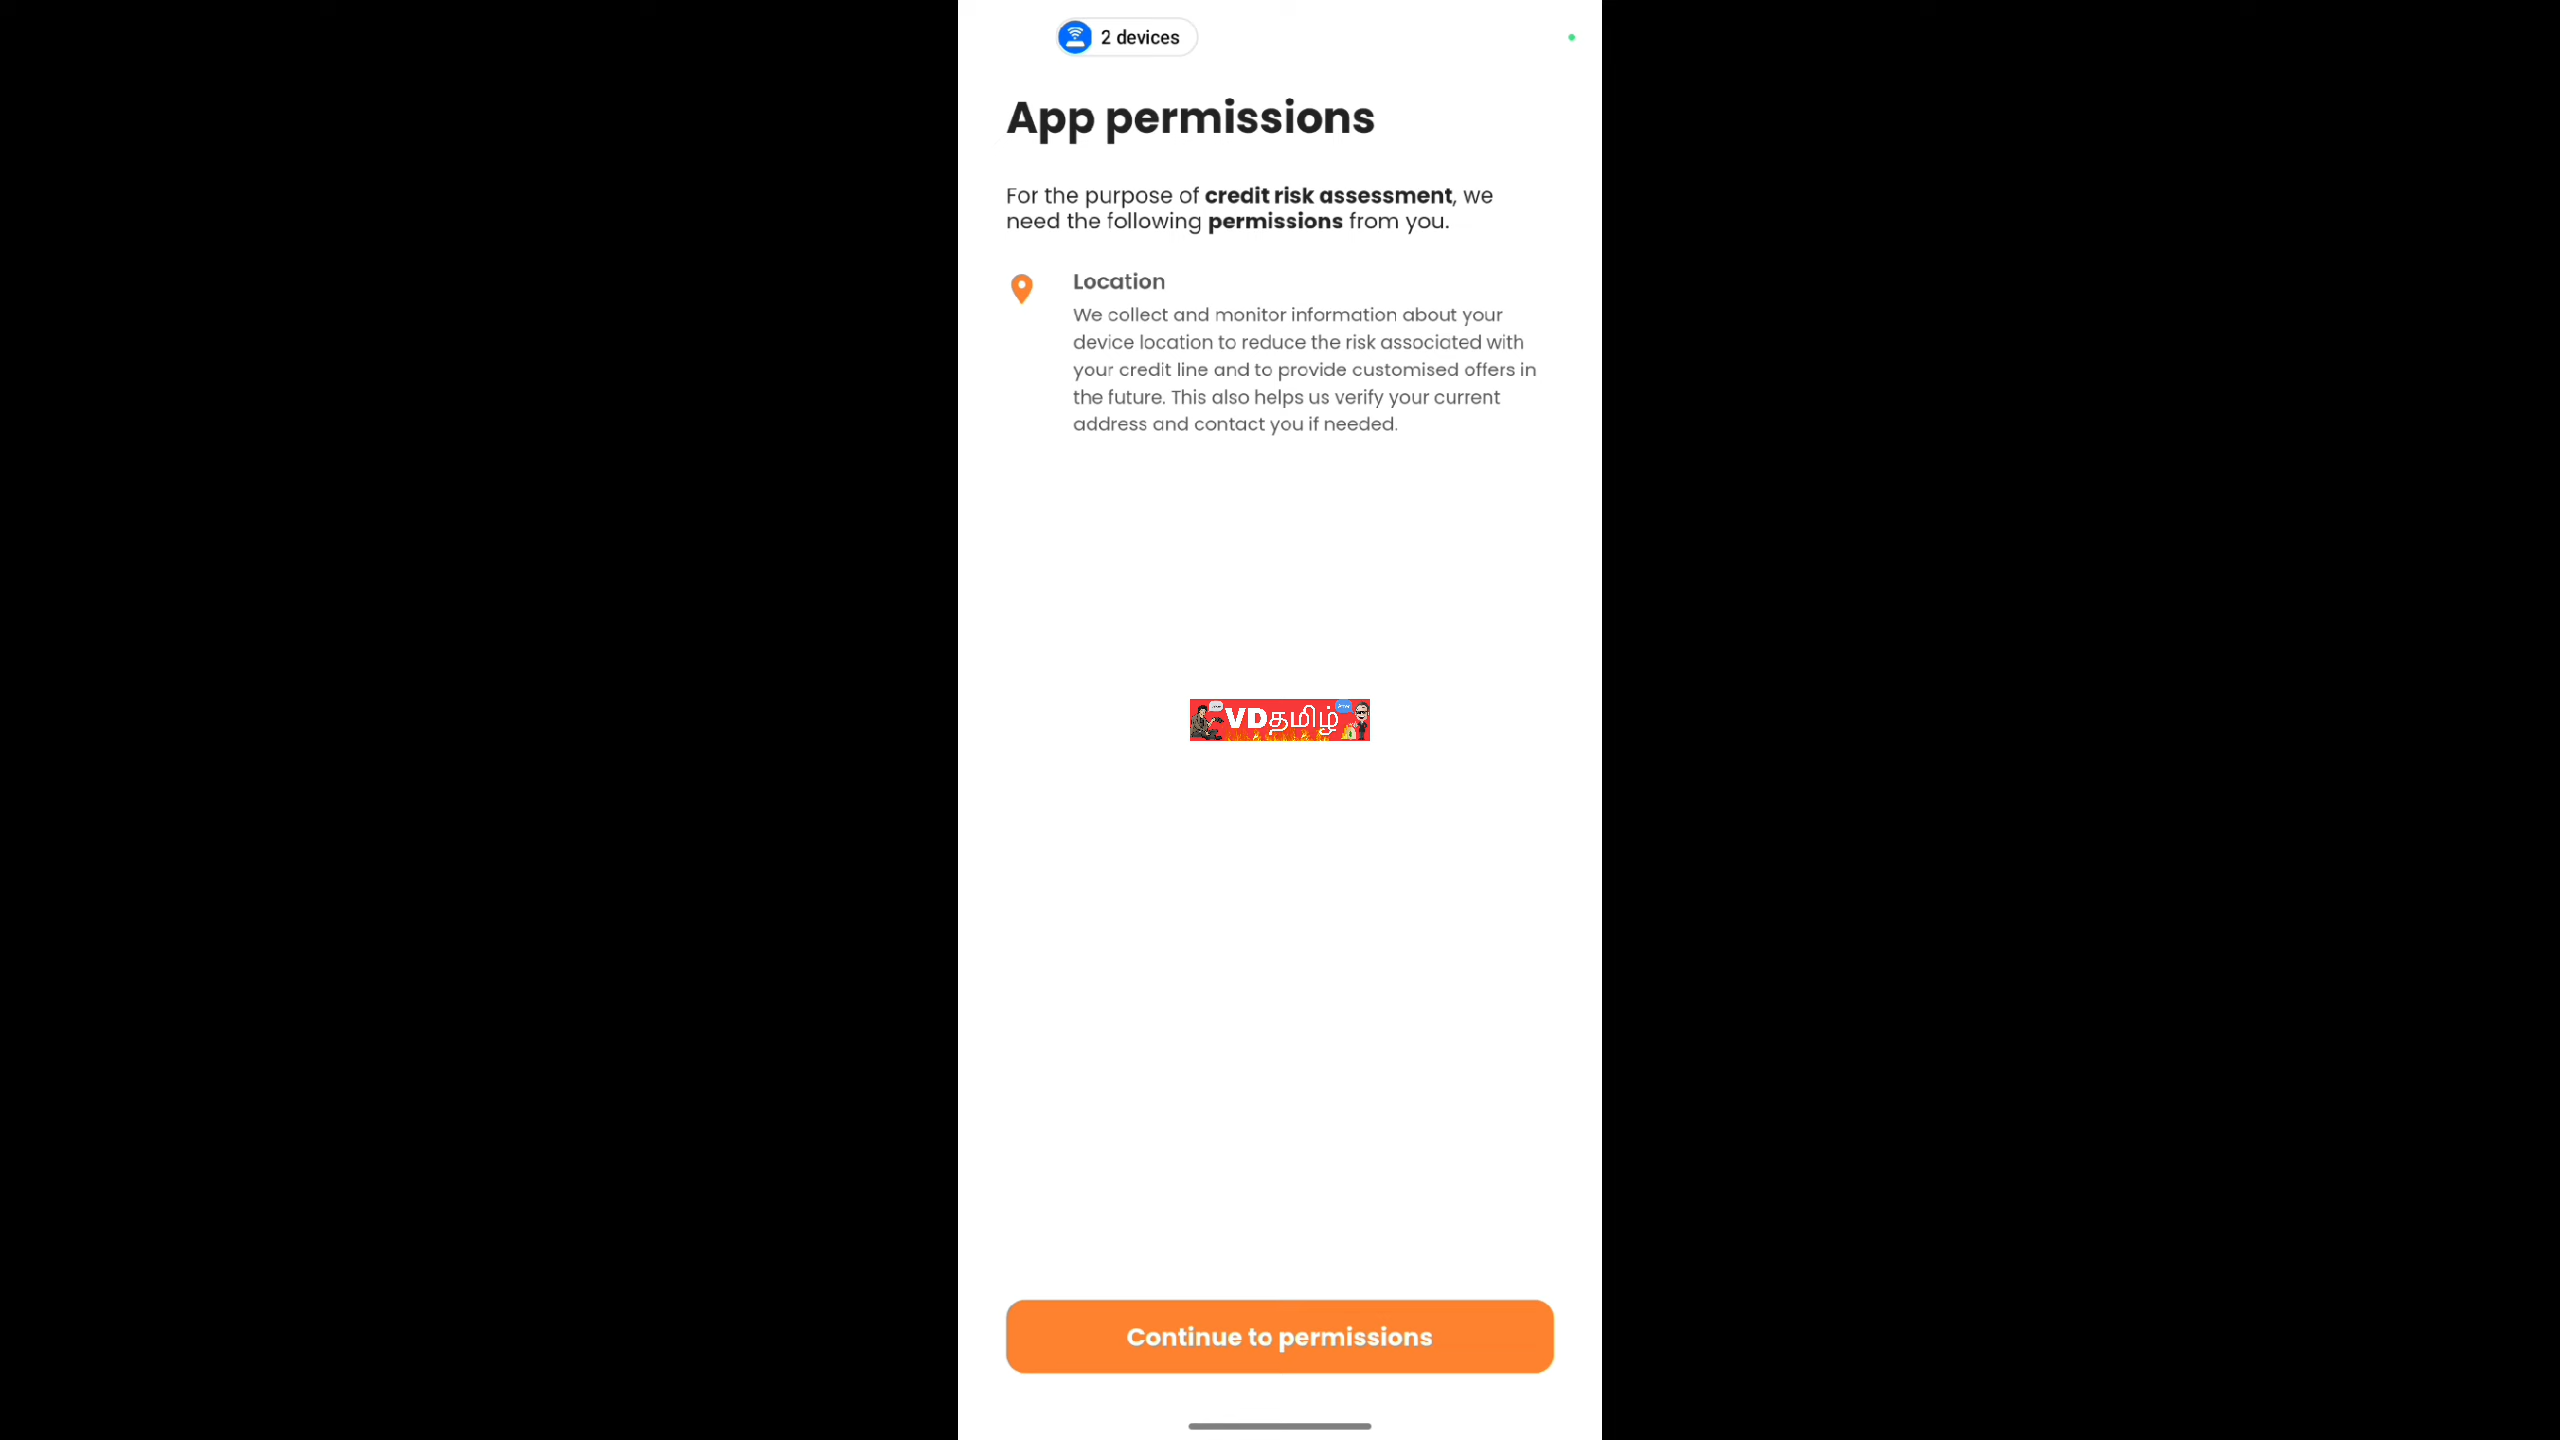 2 devices
App permissions
For the purpose of credit risk assessment, we
need the following permissions from you.
Location
We collect and monitor information about your
device location to reduce the risk associated with
your credit line and to provide customised offers in
the future. This also helps us verify your current
address and contact you if needed.
VDதமிழ்
Continue to permissions